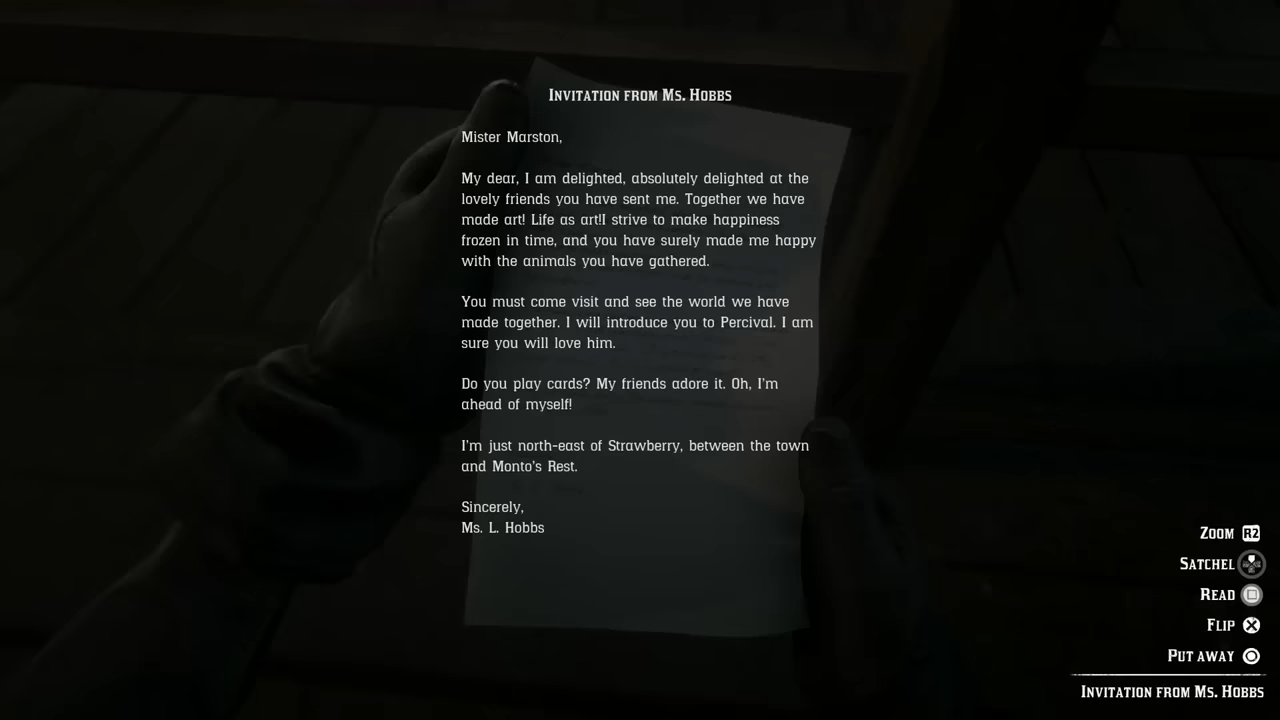 Invitation from Ms. Hobbs
Mister Marston,
My dear, I am delighted, absolutely delighted at the
lovely friends you have sent me. Together we have
made art! Life as art!I strive to make happiness
frozen in time, and you have surely made me happy
with the animals you have gathered.
You must come visit and see the world we have
made together. I will introduce you to Percival. I am
sure you will love him.
Do you play cards? My friends adore it. Oh, I'm
ahead of myself!
I'm just north-east of Strawberry, between the town
and Monto's Rest.
Sincerely,
Ms. L. Hobbs
Zoom R2
Satchel
Read
Flip
Put away
Invitation from Ms. Hobbs